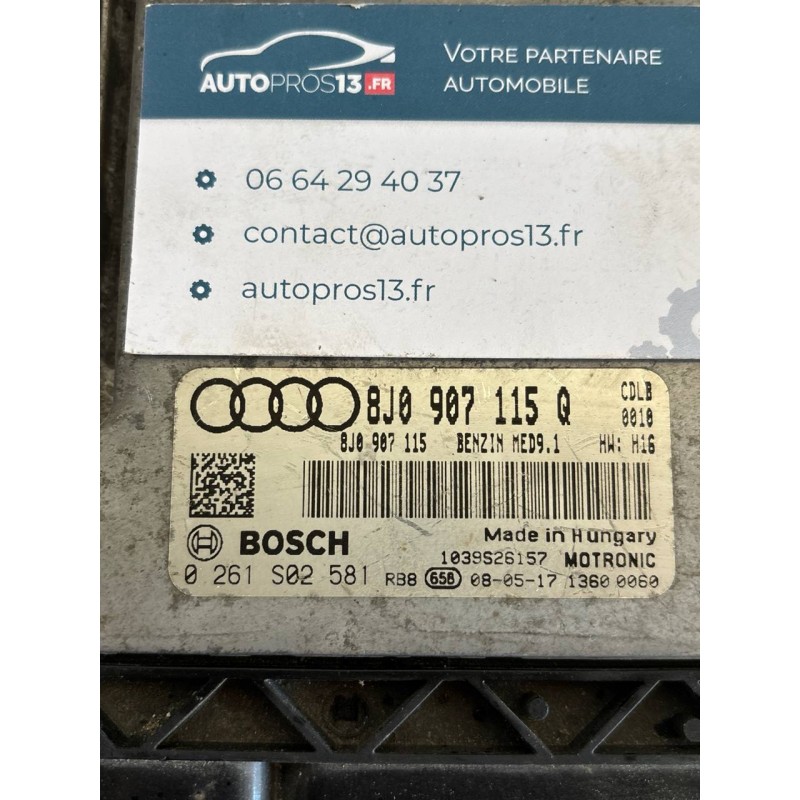 AUTOPROS13.FR
VOTRE PARTENAIRE
AUTOMOBILE
06 64 29 40 37
contact@autopros13.fr
autopros13.fr
8J0 907 115 Q
CDLB
0010
8J0 907 115 BENZIN MED9.1 HW: H16
BOSCH
Made in Hungary
1039S26157 MOTRONIC
0 261 S02 581 RB8 658 08-05-17 1360 0060